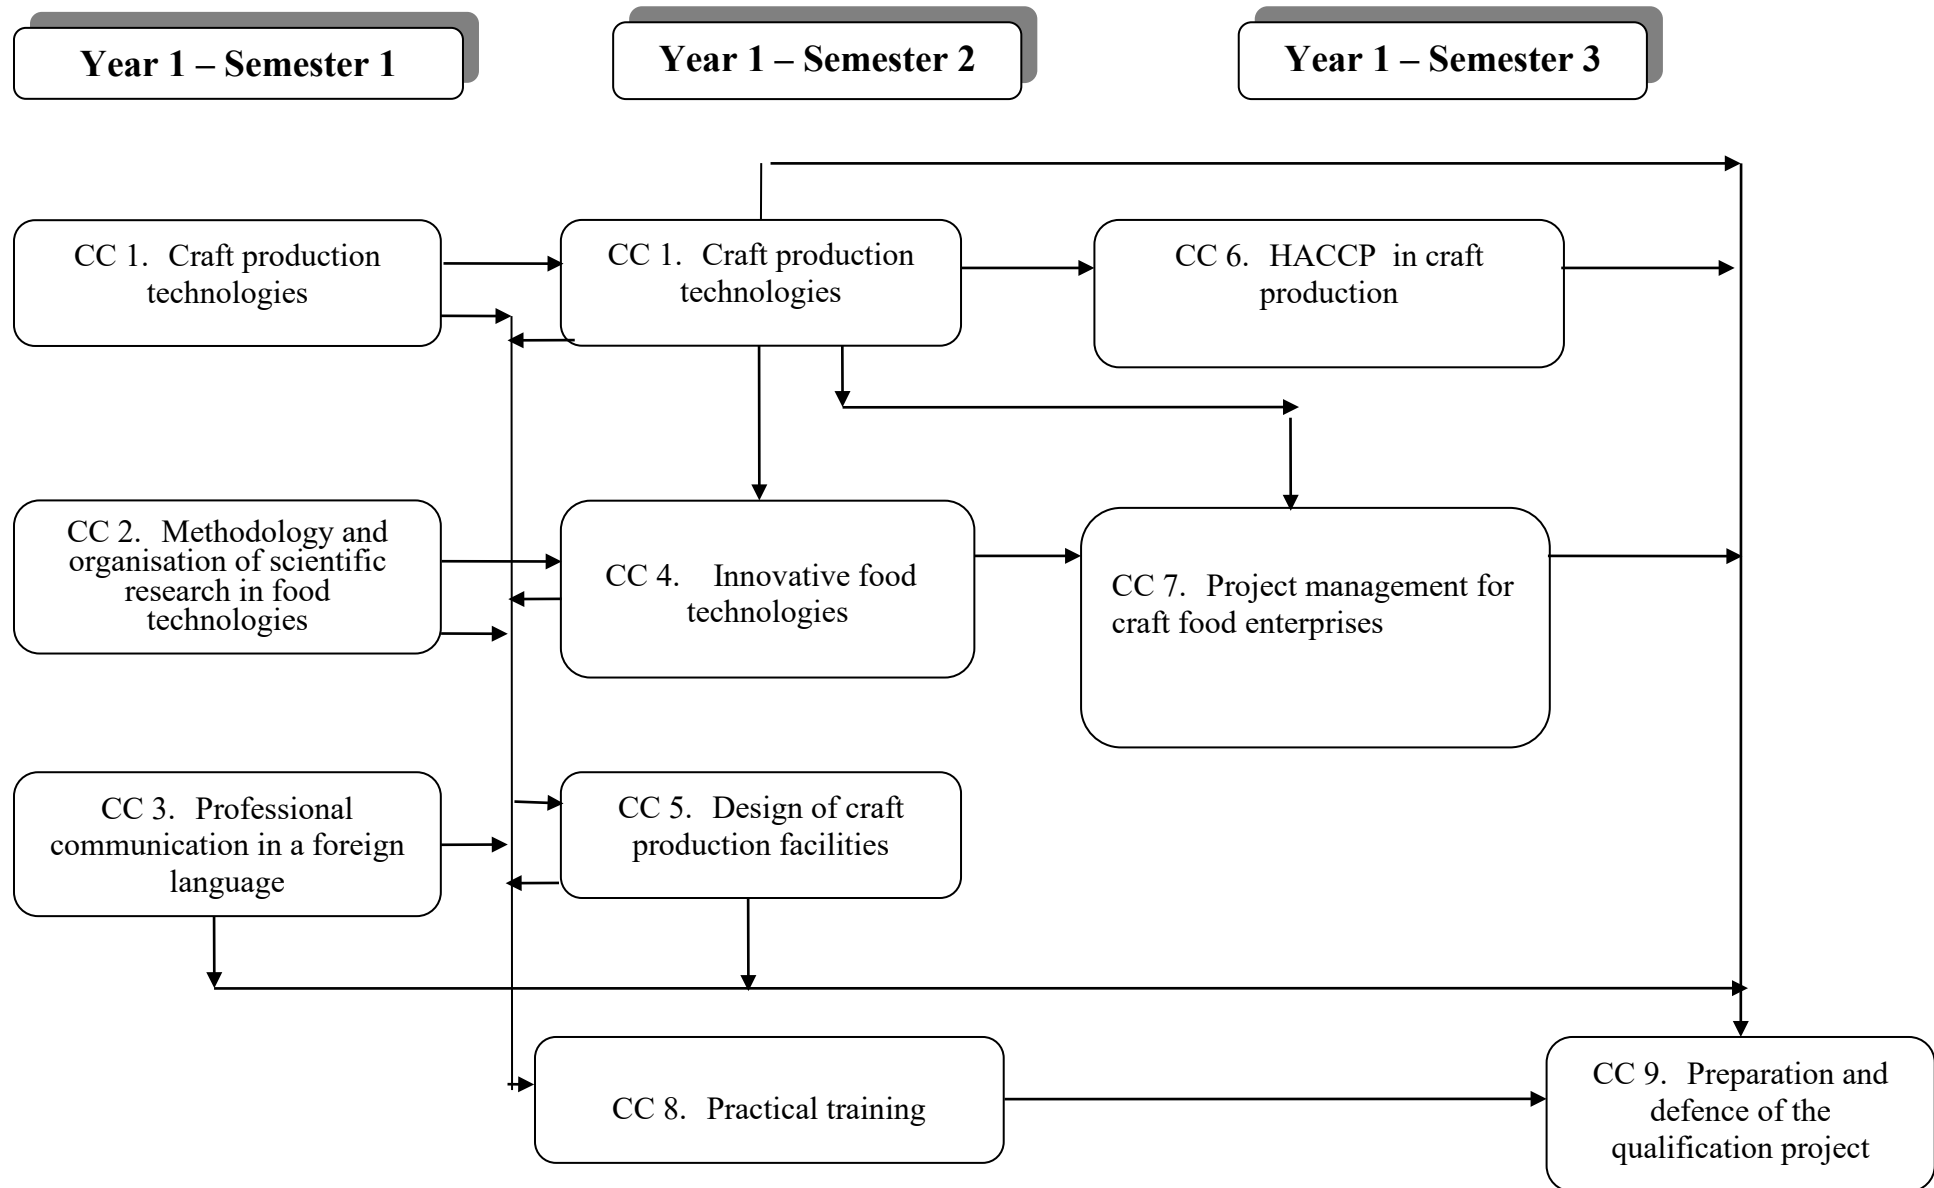 Year 1 – Semester 1
Year 1 – Semester 2
Year 1 – Semester 3
CC 1. Craft production
technologies
CC 1. Craft production
technologies
CC 6. HACCP in craft
production
CC 2. Methodology and
organisation of scientific
research in food
technologies
CC 4. Innovative food
technologies
CC 7. Project management for
craft food enterprises
CC 3. Professional
communication in a foreign
language
CC 5. Design of craft
production facilities
CC 8. Practical training
CC 9. Preparation and
defence of the
qualification project